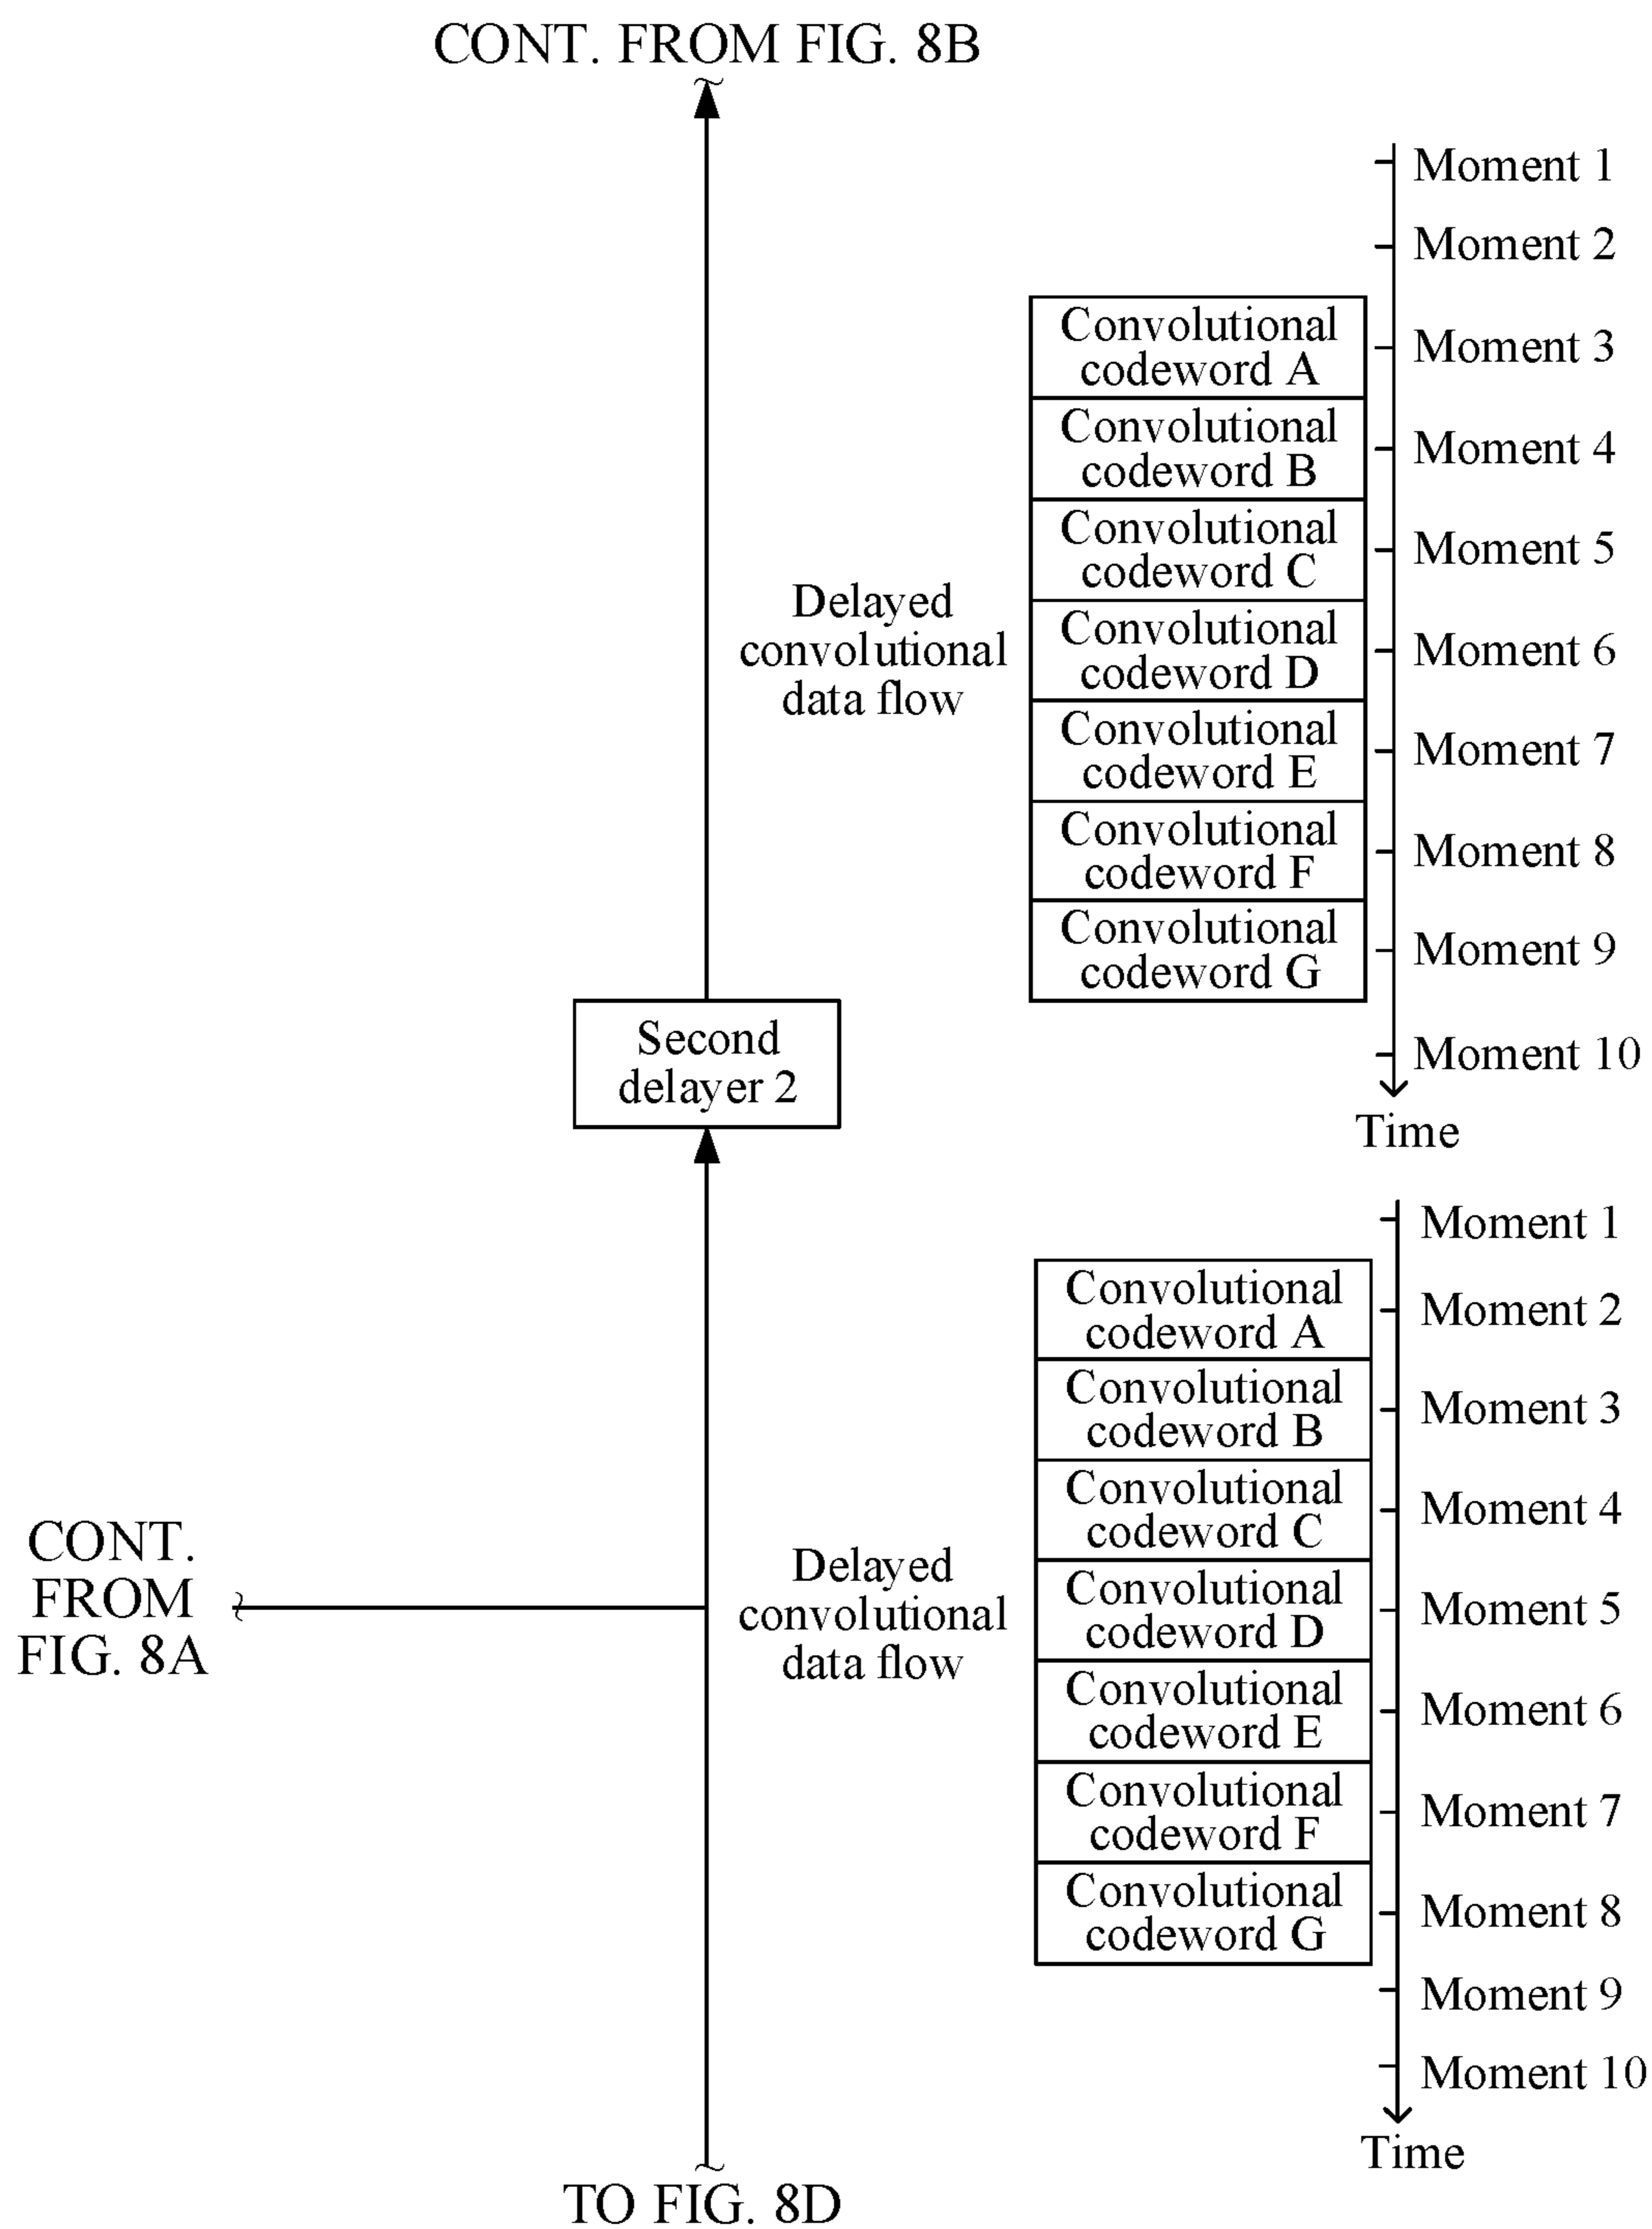 CONT. FROM FIG. 8B
Moment 1
Moment 2
Convolutional
codeword A
Moment 3
Convolutional
codeword B
Moment 4
Convolutional
codeword C
Moment 5
Delayed
convolutional
data flow
Convolutional
codeword D
Moment 6
Convolutional
codeword E
Moment 7
Convolutional
codeword F
Moment 8
Convolutional
codeword G
Moment 9
Second
delayer 2
Moment 10
Time
Moment 1
Convolutional
codeword A
Moment 2
Convolutional
codeword B
Moment 3
Convolutional
codeword C
Moment 4
CONT.
FROM
FIG. 8A
Delayed
convolutional
data flow
Convolutional
codeword D
Moment 5
Convolutional
codeword E
Moment 6
Convolutional
codeword F
Moment 7
Convolutional
codeword G
Moment 8
Moment 9
Moment 10
Time
TO FIG. 8D